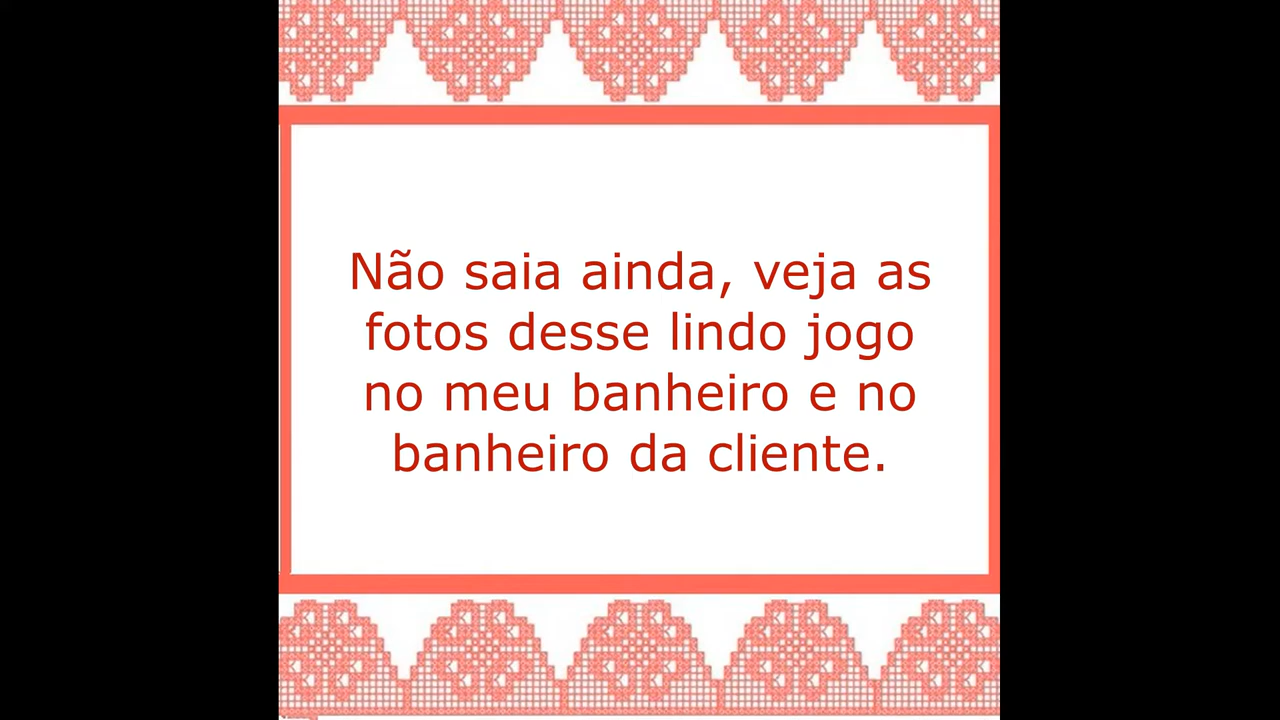 Não saia ainda, veja as
fotos desse lindo jogo
no meu banheiro e no
banheiro da cliente.